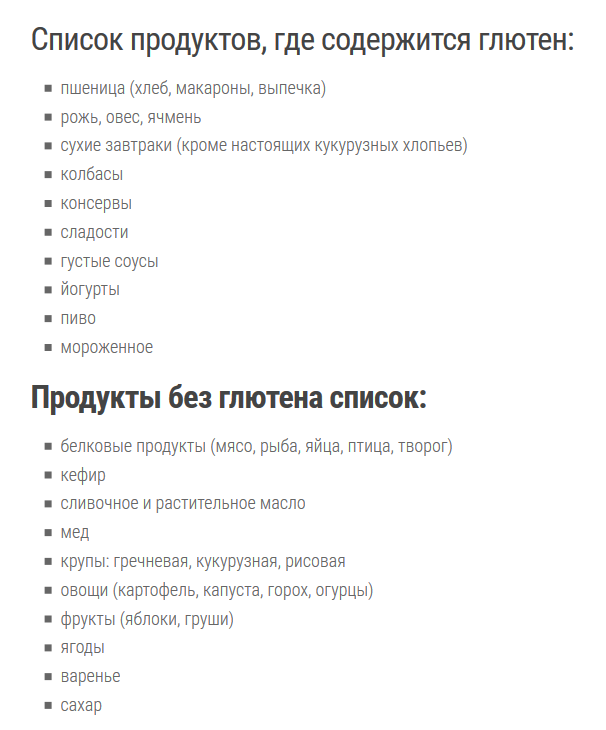 Список продуктов, где содержится глютен:
пшеница (хлеб, макароны, выпечка)
рожь, овес, ячмень
сухие завтраки (кроме настоящих кукурузных хлопьев)
колбасы
консервы
сладости
густые соусы
йогурты
пиво
мороженное
Продукты без глютена список:
белковые продукты (мясо, рыба, яйца, птица, творог)
кефир
сливочное и растительное масло
мед
крупы: гречневая, кукурузная, рисовая
овощи (картофель, капуста, горох, огурцы)
фрукты (яблоки, груши)
ягоды
варенье
сахар